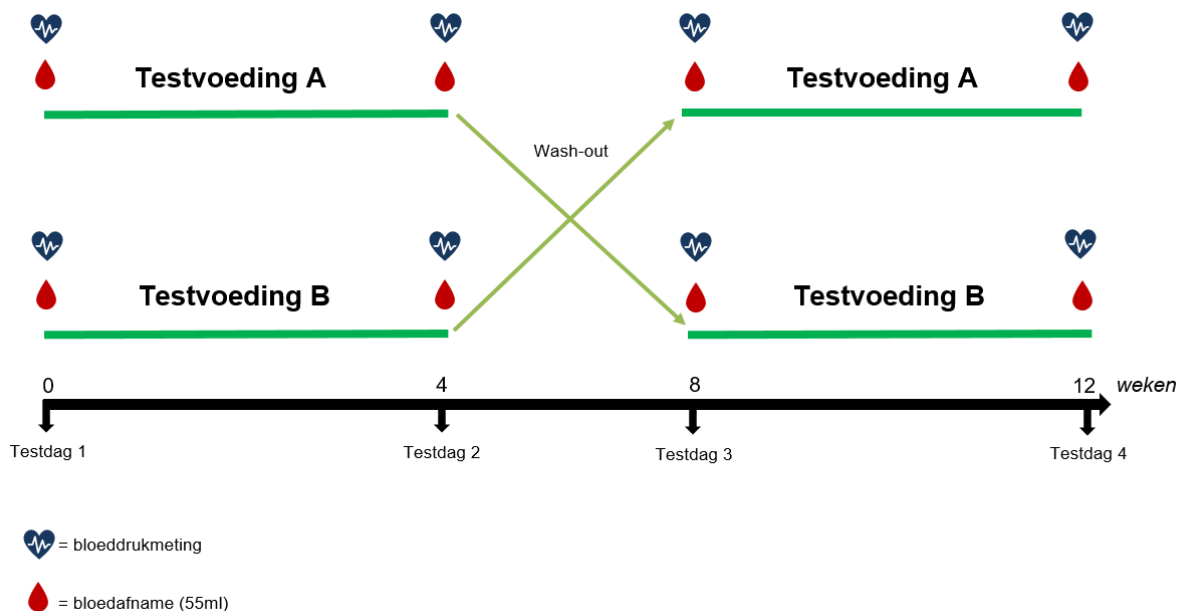 Testvoeding A
Testvoeding A
Wash-out
Testvoeding B
Testvoeding B
0 4 8 12 weken
Testdag 1 Testdag 2 Testdag 3 Testdag 4
= bloeddrukmeting
= bloedafname (55ml)